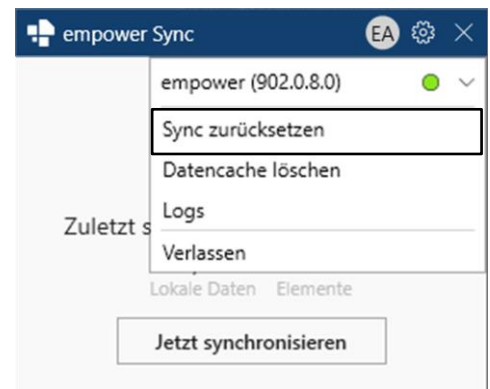 empower Sync
EA
empower (902.0.8.0)
Sync zurücksetzen
Datencache löschen
Logs
Zuletzt s
Verlassen
Lokale Daten Elemente
Jetzt synchronisieren